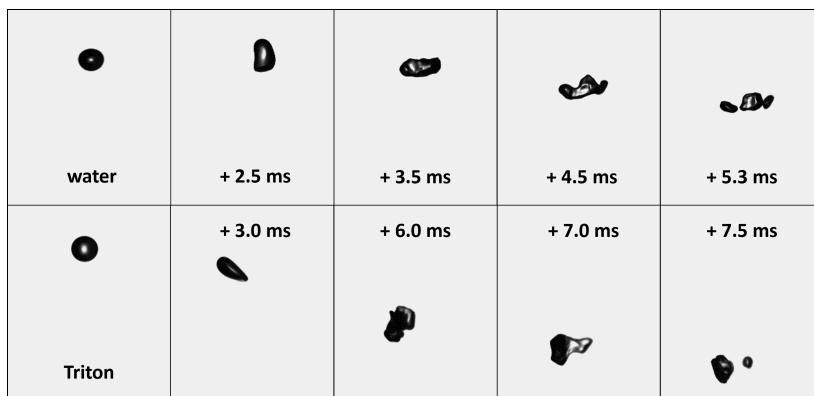 water
+ 2.5 ms
+ 3.5 ms
+ 4.5 ms
+ 5.3 ms
Triton
+ 3.0 ms
+ 6.0 ms
+ 7.0 ms
+ 7.5 ms